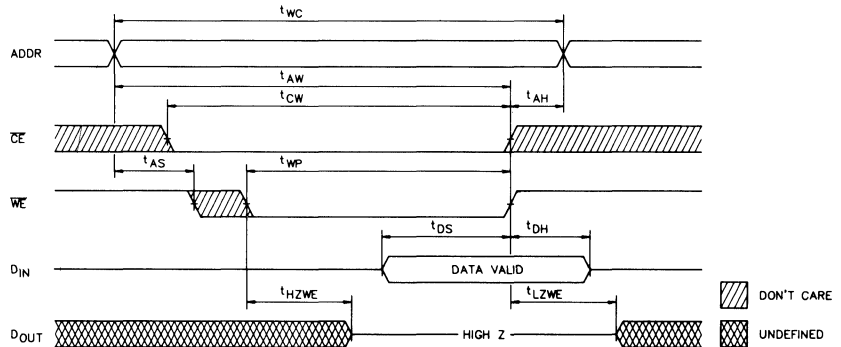 tWC
ADDR
tAW
tCW
tAH
CE
tAS
tWP
WE
tDS
tDH
DIN
DATA VALID
tHZWE
tLZWE
DON'T CARE
DOUT
HIGH Z
UNDEFINED